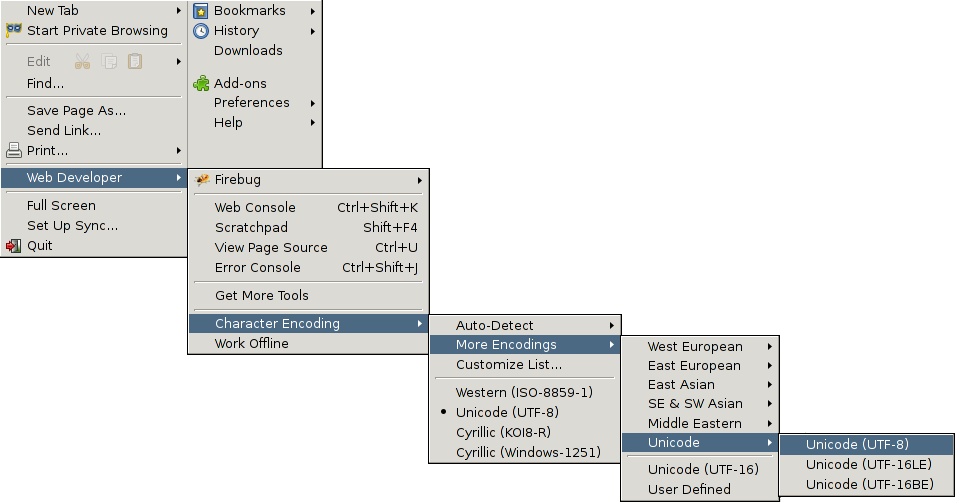 New Tab
Start Private Browsing
Edit
Find...
Save Page As...
Send Link...
Print...
Web Developer
Full Screen
Set Up Sync...
Quit
Bookmarks
History
Downloads
Add-ons
Preferences
Help
Firebug
Web Console Ctrl+Shift+K
Scratchpad Shift+F4
View Page Source Ctrl+U
Error Console Ctrl+Shift+J
Get More Tools
Character Encoding
Work Offline
Auto-Detect
More Encodings
Customize List...
Western (ISO-8859-1)
Unicode (UTF-8)
Cyrillic (KOI8-R)
Cyrillic (Windows-1251)
West European
East European
East Asian
SE & SW Asian
Middle Eastern
Unicode
Unicode (UTF-16)
User Defined
Unicode (UTF-8)
Unicode (UTF-16LE)
Unicode (UTF-16BE)